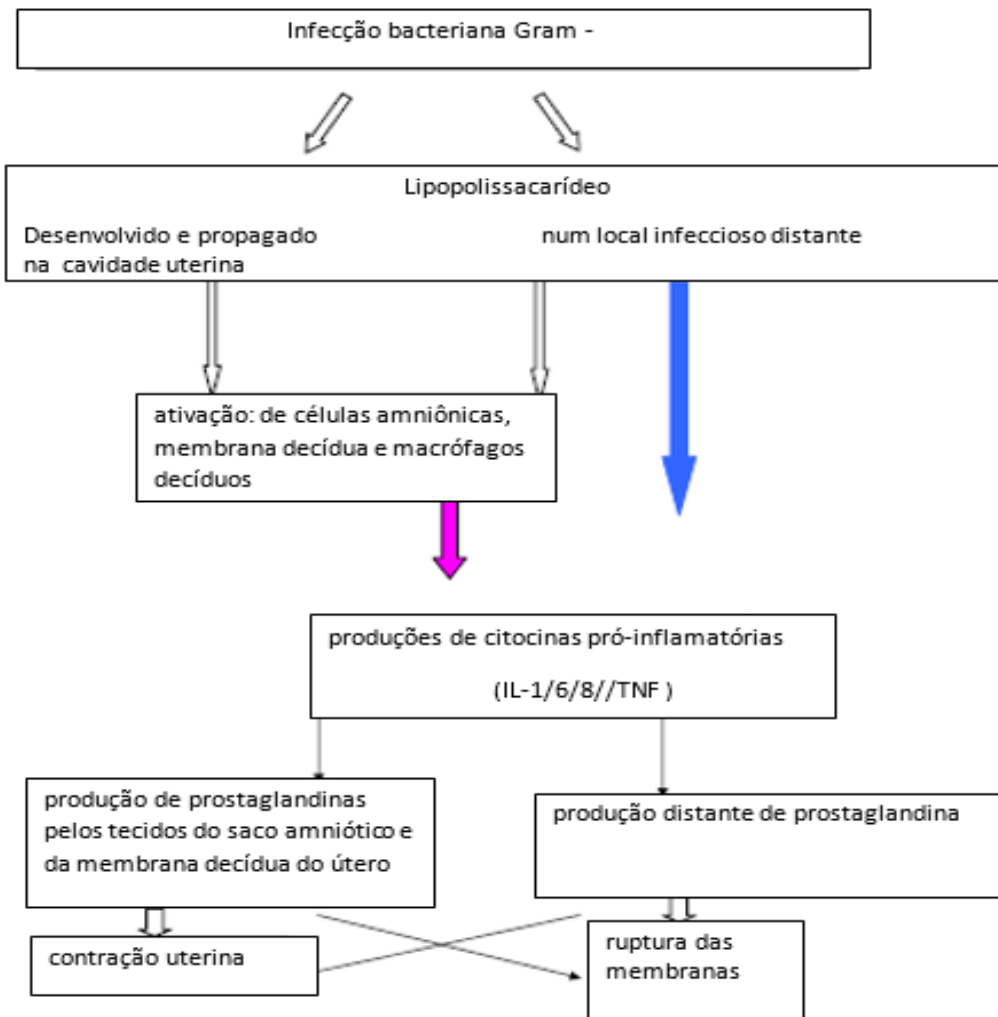 Infecção bacteriana Gram -
Lipopolissacarídeo
Desenvolvido e propagado
na cavidade uterina
num local infeccioso distante
ativação: de células amniônicas,
membrana decídua e macrófagos
decíduos
produções de citocinas pró-inflamatórias
(IL-1/6/8//TNF )
produção de prostaglandinas
pelos tecidos do saco amniótico e
da membrana decídua do útero
produção distante de prostaglandina
contração uterina
ruptura das
membranas